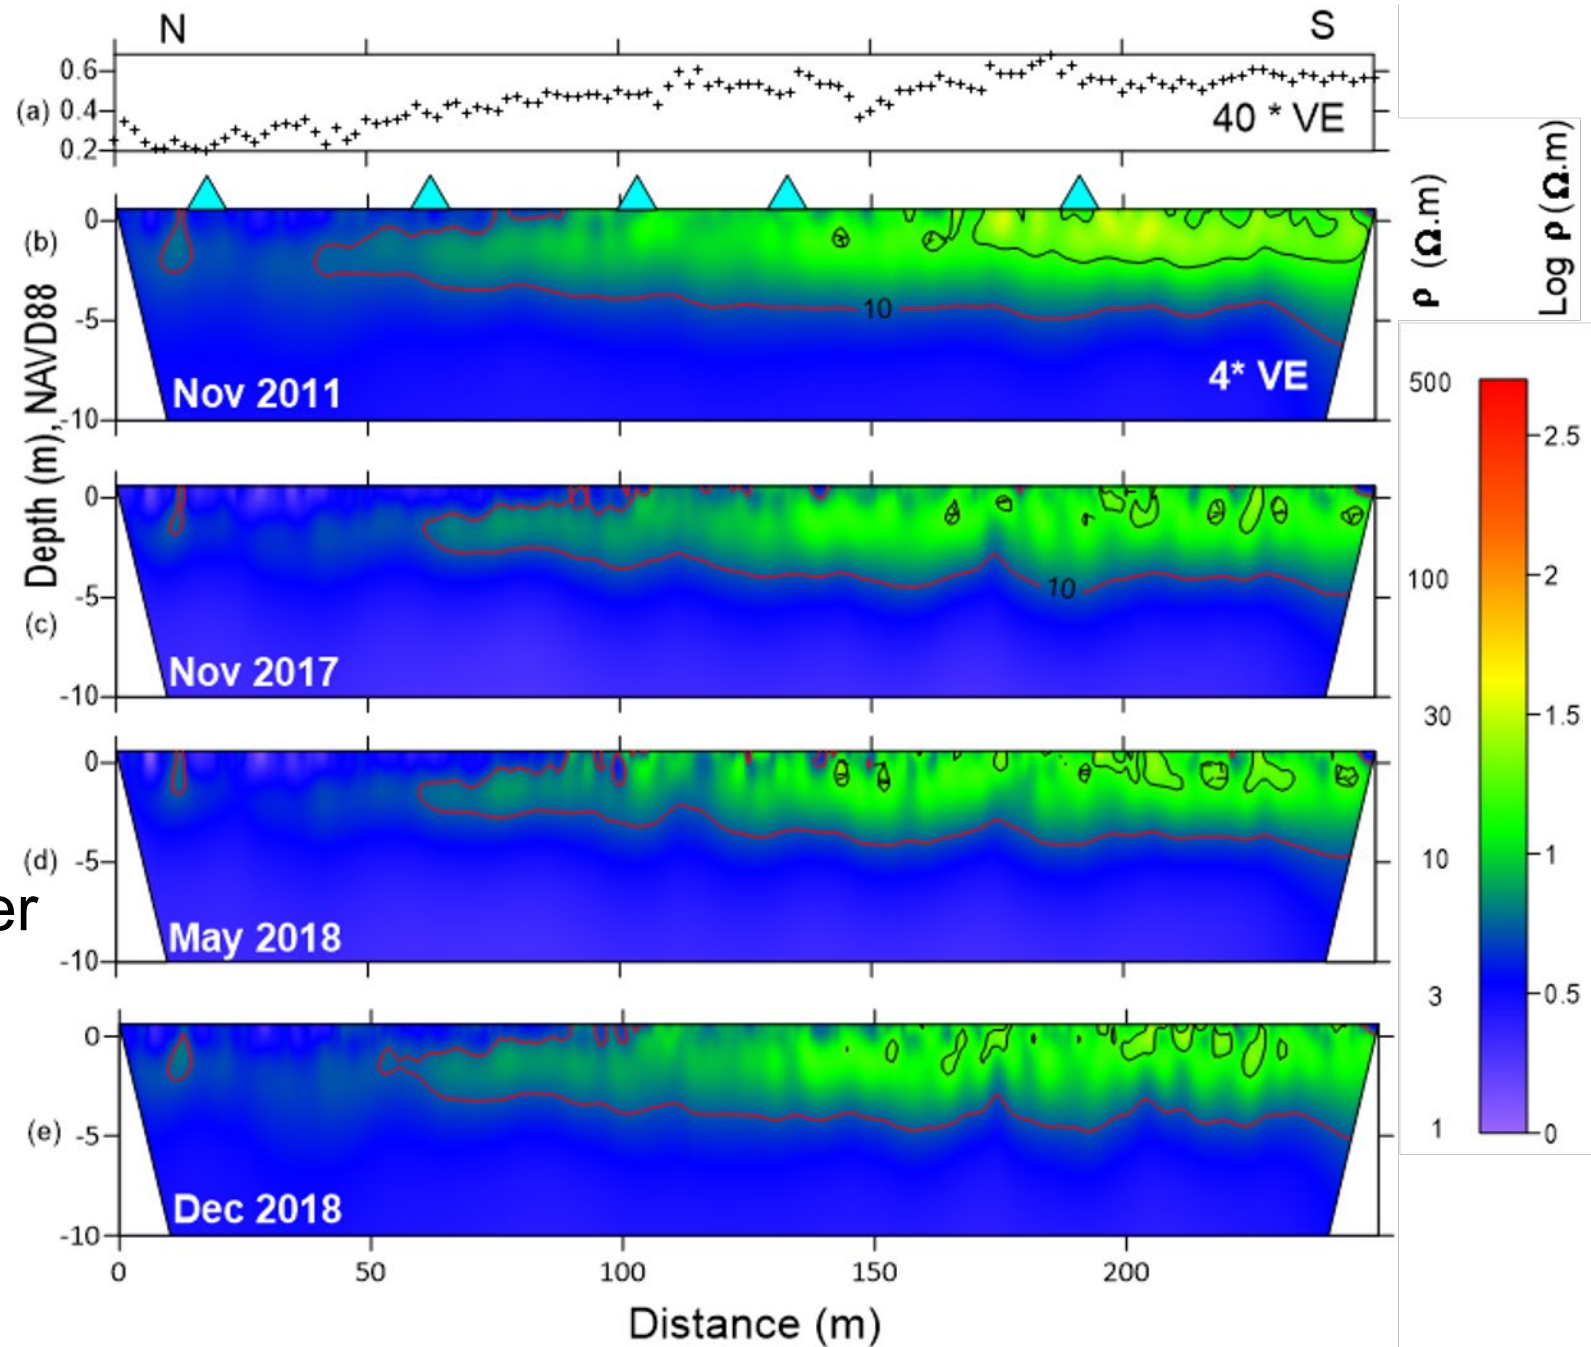 N S
0.6
(a) 0.4
0.2
40 * VE
Depth (m), NAVD88
0
(b)
-5
-10
10
Nov 2011
4* VE
0
-5
(c)
-10
10
Nov 2017
0
(d) -5
er
-10
May 2018
0
(e) -5
-10
Dec 2018
0 50 100 150 200
Distance (m)
ρ (Ω.m)
Log ρ (Ω.m)
500
2.5
100 2
30 1.5
10 1
3 0.5
1 0